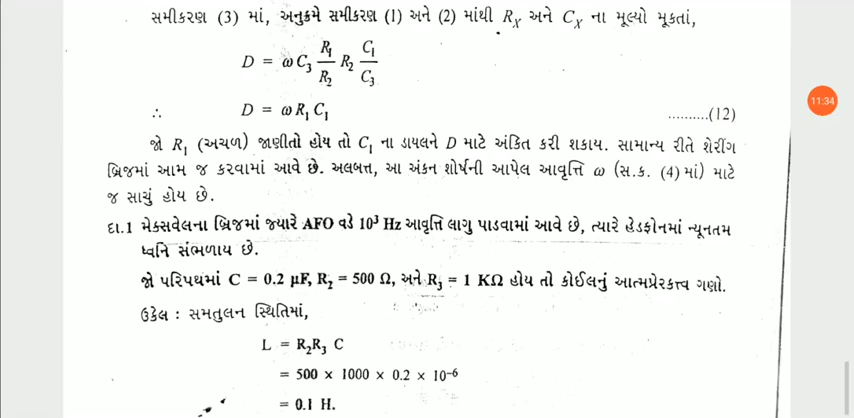 સમીકરણ (3) માં, અનુક્રમે સમીકરણ (1) અને (2) માંથી R_X અને C_X ના મૂલ્યો મૂકતાં,
D = ω C₃ R₁/R₂ R₂ C₁/C₃
∴ D = ω R₁ C₁ ..........(12)
11:34
જો R₁ (અચળ) જાણીતો હોય તો C₁ ના ડાયલને D માટે અંકિત કરી શકાય. સામાન્ય રીતે શેરીંગ
બ્રિજમાં આમ જ કરવામાં આવે છે. અલબત્ત, આ અંકન શોર્ષની આપેલ આવૃત્તિ ω (સ.ક. (4) માં) માટે
જ સાચું હોય છે.
દા.1 મેક્સવેલના બ્રિજમાં જ્યારે AFO વડે 10³ Hz આવૃત્તિ લાગુ પાડવામાં આવે છે, ત્યારે હેડફોનમાં ન્યૂનતમ
ધ્વનિ સંભળાય છે.
જો પરિપથમાં C = 0.2 μF, R₂ = 500 Ω, અને R₃ = 1 KΩ હોય તો કોઈલનું આત્મપ્રેરકત્ત્વ ગણો.
ઉકેલ : સમતુલન સ્થિતિમાં,
L = R₂R₃ C
= 500 × 1000 × 0.2 × 10⁻⁶
= 0.1 H.